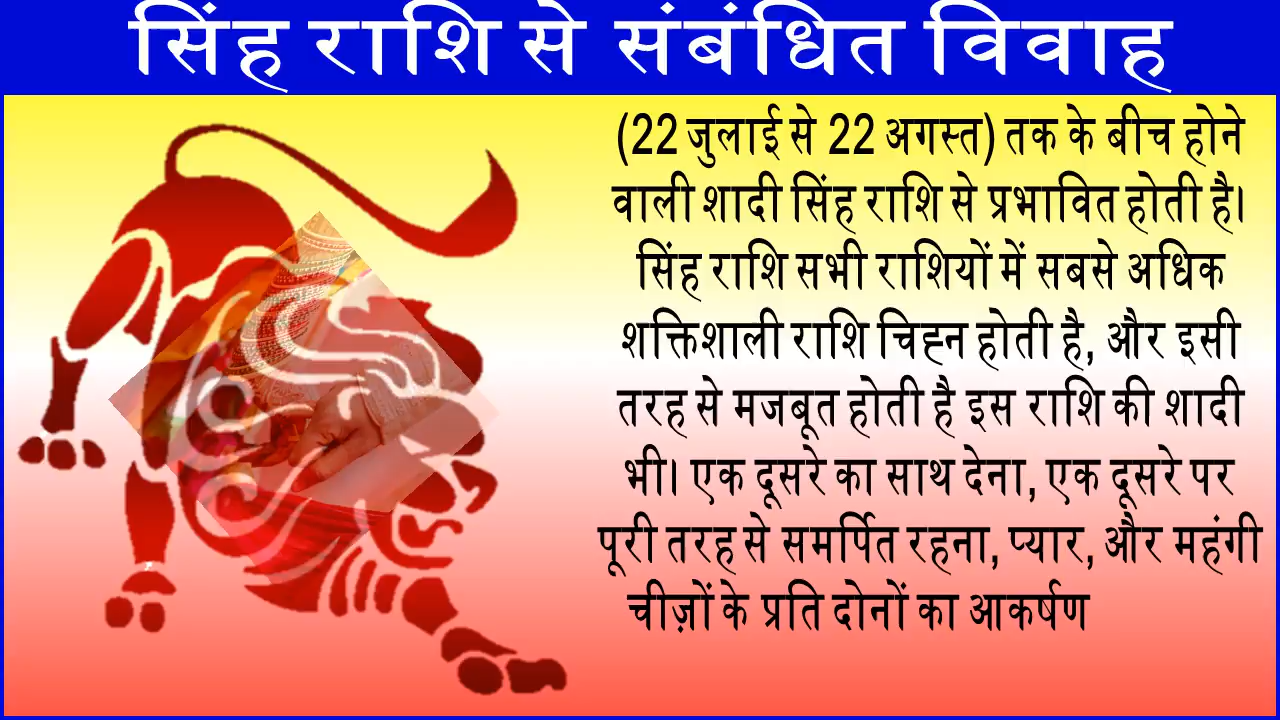 सिंह राशि से संबंधित विवाह
(22 जुलाई से 22 अगस्त) तक के बीच होने
वाली शादी सिंह राशि से प्रभावित होती है।
सिंह राशि सभी राशियों में सबसे अधिक
शक्तिशाली राशि चिह्न होती है, और इसी
तरह से मजबूत होती है इस राशि की शादी
भी। एक दूसरे का साथ देना, एक दूसरे पर
पूरी तरह से समर्पित रहना, प्यार, और महंगी
चीज़ों के प्रति दोनों का आकर्षण